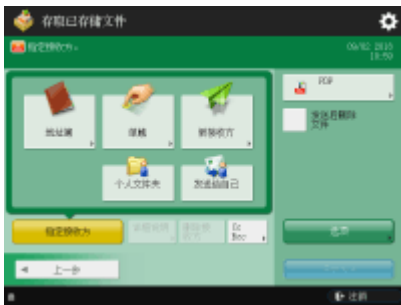 存取已存储文件
指定接收方。
09/02 2015
18:59
PDF
地址簿
单触
新接收方
发送后删除
文件
个人文件夹
发送给自己
指定接收方
Cc
Bcc
选项
上一步
注销